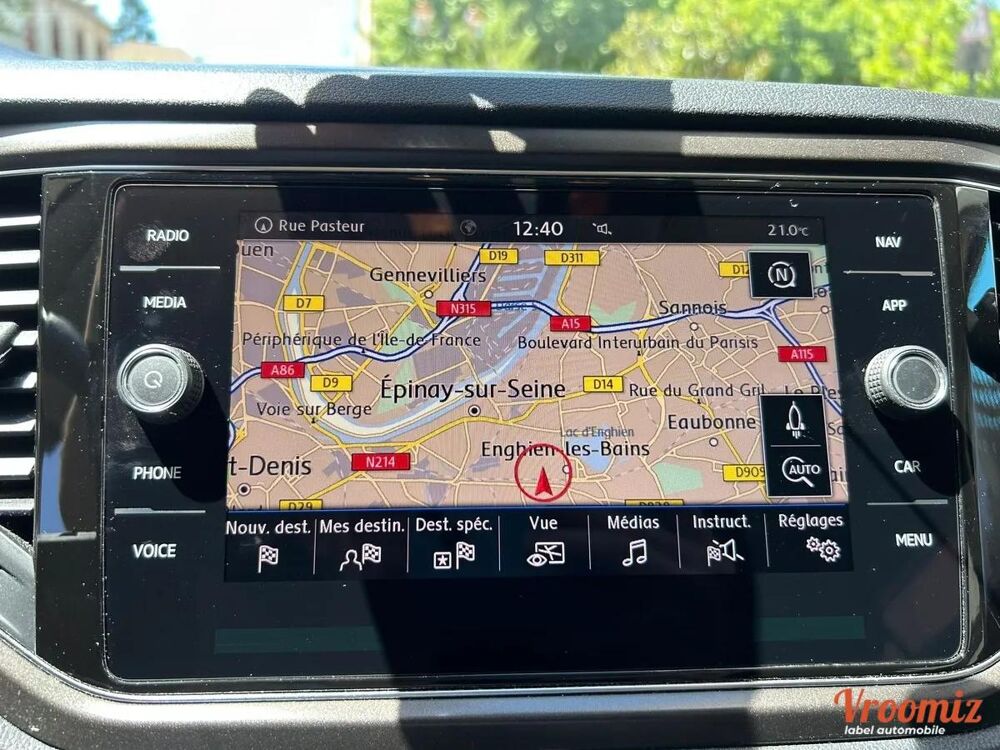 Rue Pasteur
12:40
21.0°C
RADIO
MEDIA
PHONE
VOICE
NAV
APP
CAR
MENU
uen
D19
D311
Gennevilliers
D7
N315
Sannois
A15
Périphérique de l'Île-de-France
Boulevard Interurbain du Parisis
A115
A86
D9
Épinay-sur-Seine
D14
Rue du Grand Gril
Voie sur Berge
Eaubonne
Lac d'Enghien
Enghien-les-Bains
t-Denis
N214
D909
AUTO
D29
Nouv. dest.
Mes destin.
Dest. spéc.
Vue
Médias
Instruct.
Réglages
Vroomiz
label automobile